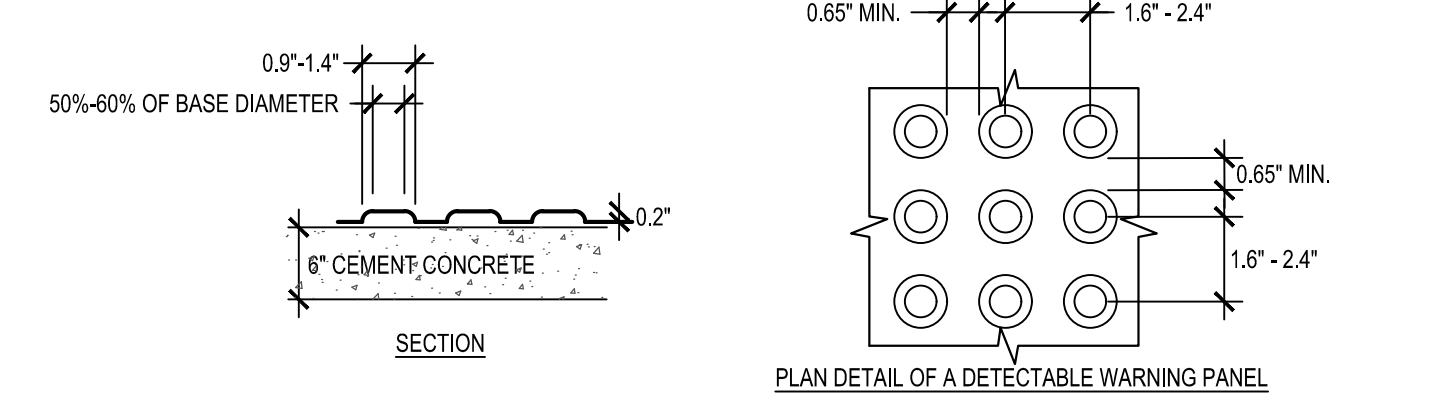 0.9"-1.4"
50%-60% OF BASE DIAMETER
0.2"
6" CEMENT CONCRETE
SECTION
0.65" MIN.
1.6" - 2.4"
0.65" MIN.
1.6" - 2.4"
PLAN DETAIL OF A DETECTABLE WARNING PANEL